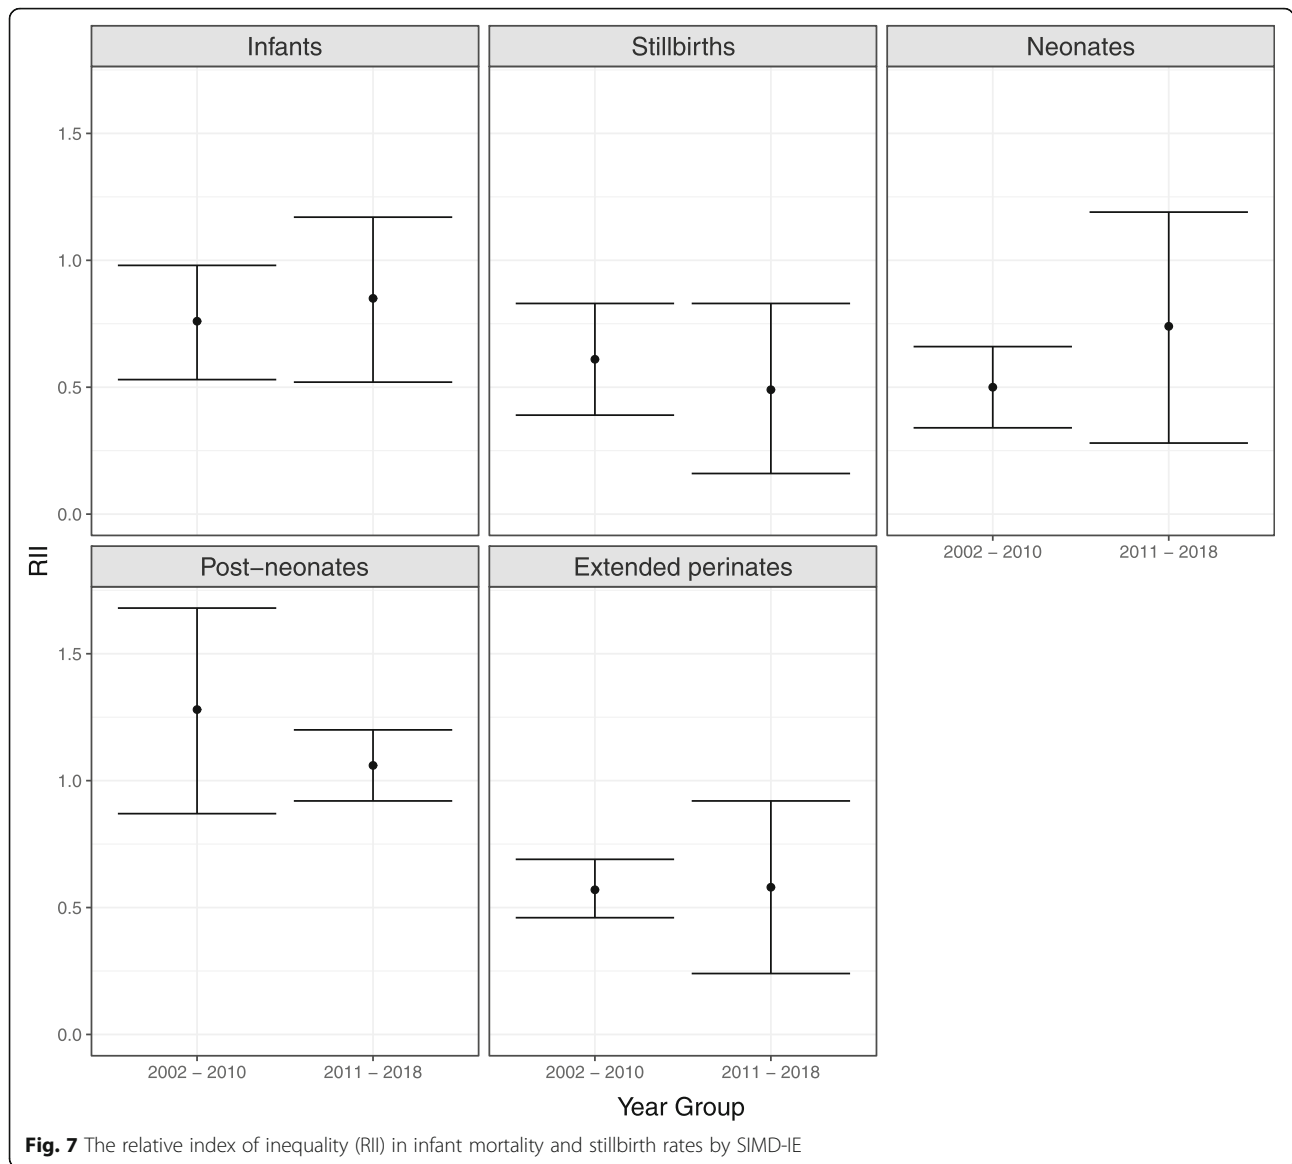 Infants Stillbirths Neonates
1.5
1.0
0.5
0.0
2002 – 2010 2011 – 2018
RII
Post–neonates Extended perinates
1.5
1.0
0.5
0.0
2002 – 2010 2011 – 2018 2002 – 2010 2011 – 2018
Year Group
Fig. 7 The relative index of inequality (RII) in infant mortality and stillbirth rates by SIMD-IE